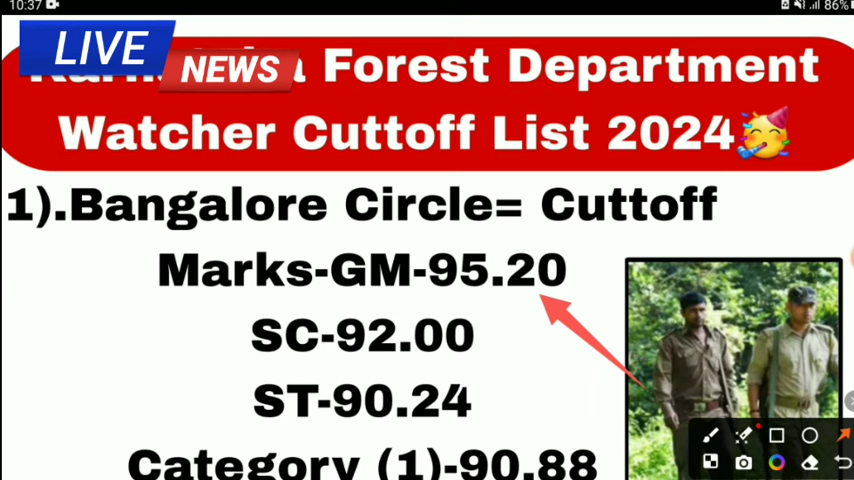 10:37
86%
LIVE
NEWS
Forest Department
Watcher Cuttoff List 2024
1).Bangalore Circle= Cuttoff
Marks-GM-95.20
SC-92.00
ST-90.24
Category (1)-90.88